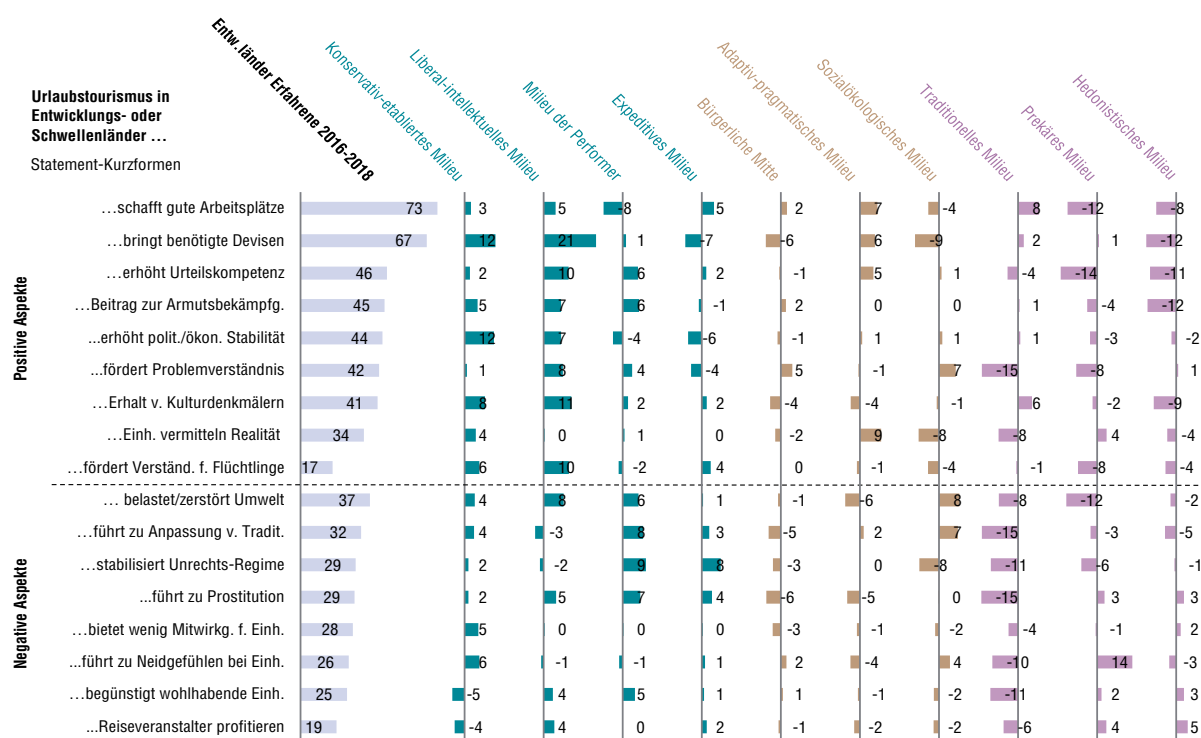 Entw.länder Erfahrene 2016-2018
Konservativ-etabliertes Milieu
Liberal-intellektuelles Milieu
Milieu der Performer
Expeditives Milieu
Bürgerliche Mitte
Adaptiv-pragmatisches Milieu
Sozialökologisches Milieu
Traditionelles Milieu
Prekäres Milieu
Hedonistisches Milieu
Urlaubstourismus in
Entwicklungs- oder
Schwellenländer ...
Statement-Kurzformen
Positive Aspekte
...schafft gute Arbeitsplätze 73 3 5 -8 5 2 7 -4 8 -12 -8
...bringt benötigte Devisen 67 12 21 1 -7 -6 6 -9 2 1 -12
...erhöht Urteilskompetenz 46 2 10 6 2 -1 5 1 -4 -14 -11
...Beitrag zur Armutsbekämpfg. 45 5 7 6 -1 2 0 0 1 -4 -12
...erhöht polit./ökon. Stabilität 44 12 7 -4 -6 -1 1 1 1 -3 -2
...fördert Problemverständnis 42 1 8 4 -4 5 -1 7 -15 -8 1
...Erhalt v. Kulturdenkmälern 41 8 11 2 2 -4 -4 -1 6 -2 -9
...Einh. vermitteln Realität 34 4 0 1 0 -2 9 -8 -8 4 -4
...fördert Verständ. f. Flüchtlinge 17 6 10 -2 4 0 -1 -4 -1 -8 -4
Negative Aspekte
... belastet/zerstört Umwelt 37 4 8 6 1 -1 -6 8 -8 -12 -2
...führt zu Anpassung v. Tradit. 32 4 -3 8 3 -5 2 7 -15 -3 -5
...stabilisiert Unrechts-Regime 29 2 -2 9 8 -3 0 -8 -11 -6 -1
...führt zu Prostitution 29 2 5 7 4 -6 -5 0 -15 3 3
...bietet wenig Mitwirkg. f. Einh. 28 5 0 0 0 -3 -1 -2 -4 -1 2
...führt zu Neidgefühlen bei Einh. 26 6 -1 -1 1 2 -4 4 -10 14 -3
...begünstigt wohlhabende Einh. 25 -5 4 5 1 1 -1 -2 -11 2 3
...Reiseveranstalter profitieren 19 -4 4 0 2 -1 -2 -2 -6 4 5